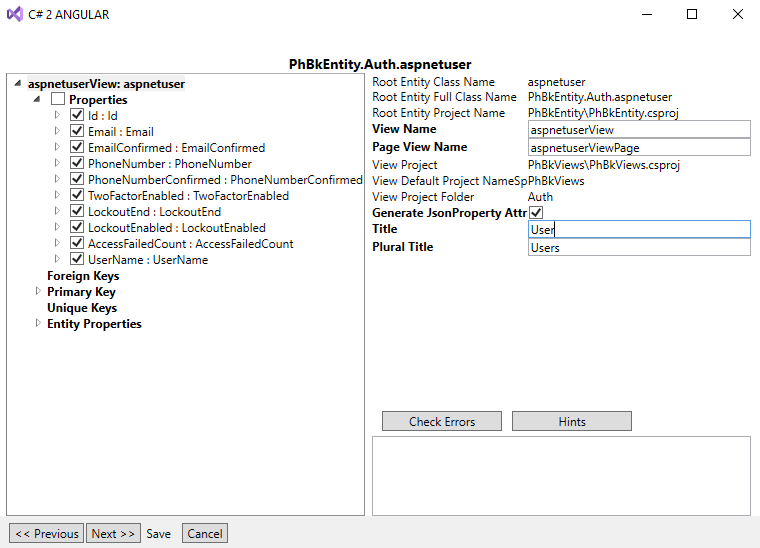 C# 2 ANGULAR
PhBkEntity.Auth.aspnetuser
aspnetuserView: aspnetuser
Properties
Id : Id
Email : Email
EmailConfirmed : EmailConfirmed
PhoneNumber : PhoneNumber
PhoneNumberConfirmed : PhoneNumberConfirmed
TwoFactorEnabled : TwoFactorEnabled
LockoutEnd : LockoutEnd
LockoutEnabled : LockoutEnabled
AccessFailedCount : AccessFailedCount
UserName : UserName
Foreign Keys
Primary Key
Unique Keys
Entity Properties
Root Entity Class Name aspnetuser
Root Entity Full Class Name PhBkEntity.Auth.aspnetuser
Root Entity Project Name PhBkEntity\PhBkEntity.csproj
View Name aspnetuserView
Page View Name aspnetuserViewPage
View Project PhBkViews\PhBkViews.csproj
View Default Project NameSp PhBkViews
View Project Folder Auth
Generate JsonProperty Attr
Title User
Plural Title Users
Check Errors Hints
<< Previous Next >> Save Cancel